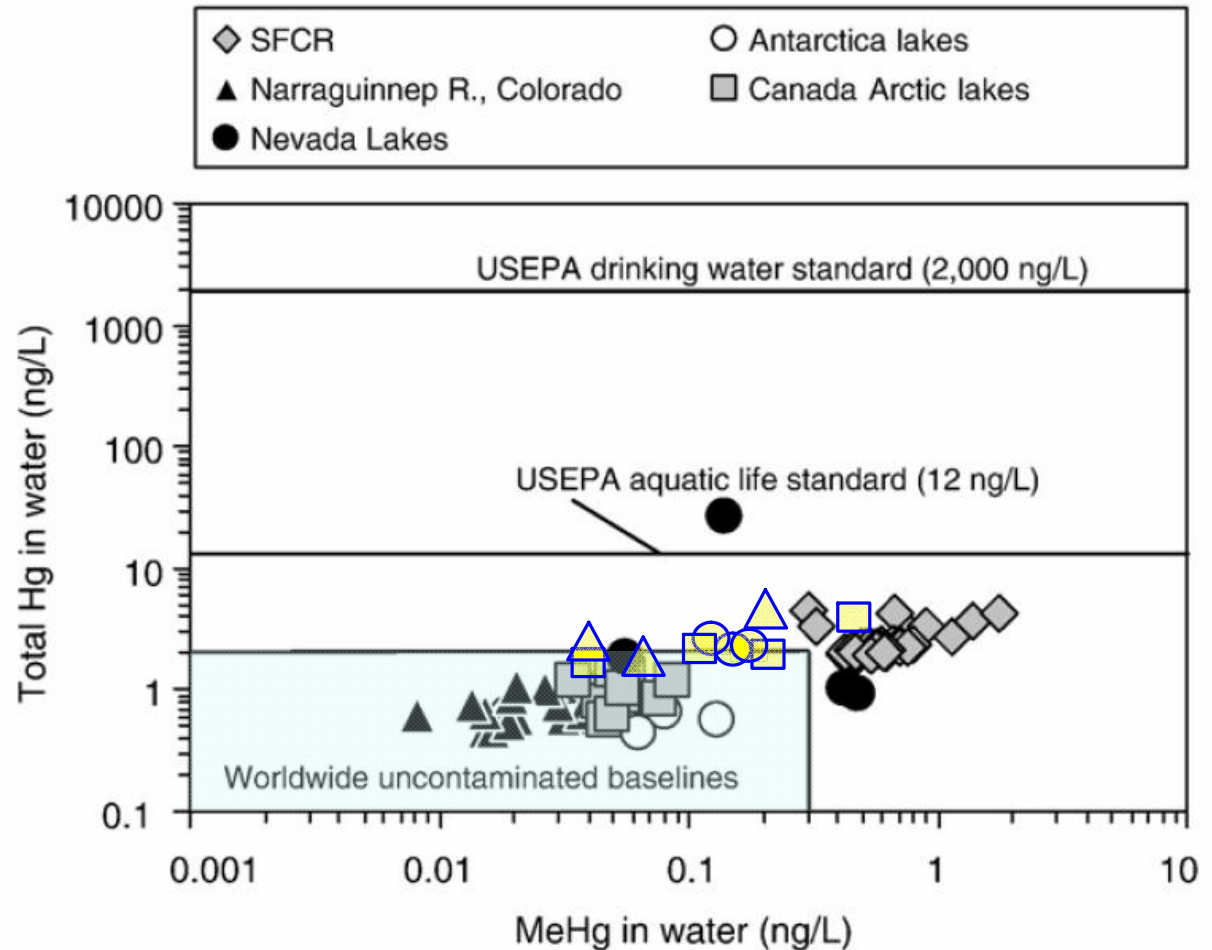 SFCR
Antarctica lakes
Narraguinnep R., Colorado
Canada Arctic lakes
Nevada Lakes
10000
USEPA drinking water standard (2,000 ng/L)
1000
100
USEPA aquatic life standard (12 ng/L)
10
1
Worldwide uncontaminated baselines
0.1
Total Hg in water (ng/L)
0.001
0.01
0.1
1
10
MeHg in water (ng/L)